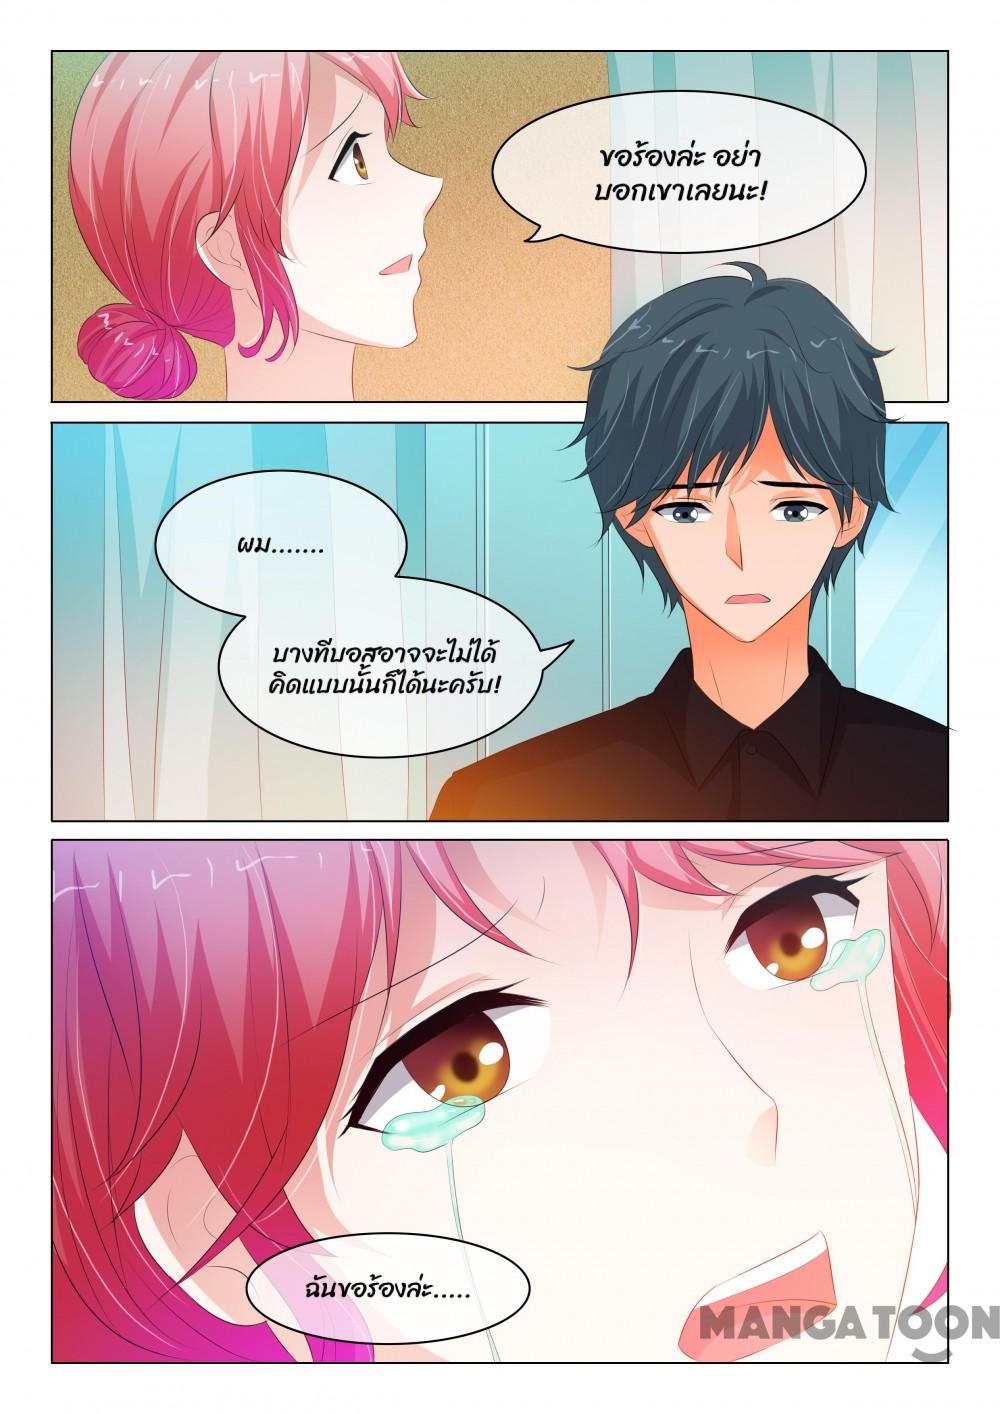 ขอร้องล่ะ อย่า
บอกเขาเลยนะ!
ผม.......
บางทีบอสอาจจะไม่ได้
คิดแบบนั้นก็ได้นะครับ!
ฉันขอร้องล่ะ.....
MANGATOON